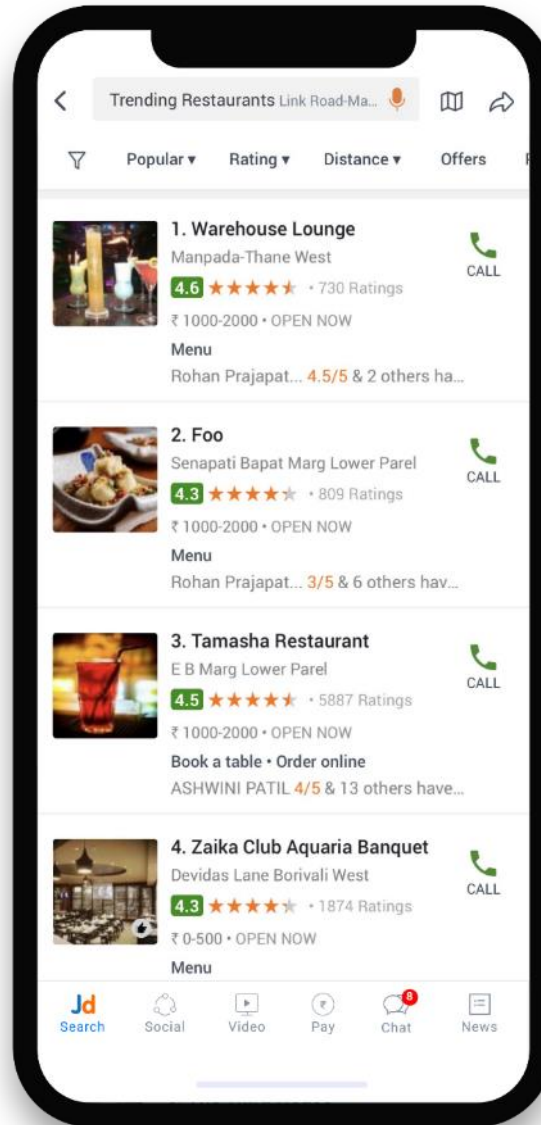 Trending Restaurants Link Road-Ma...
Popular ▾ Rating ▾ Distance ▾ Offers
1. Warehouse Lounge
Manpada-Thane West
CALL
4.6 ★★★★★ • 730 Ratings
₹ 1000-2000 • OPEN NOW
Menu
Rohan Prajapat... 4.5/5 & 2 others ha...
2. Foo
Senapati Bapat Marg Lower Parel
CALL
4.3 ★★★★★ • 809 Ratings
₹ 1000-2000 • OPEN NOW
Menu
Rohan Prajapat... 3/5 & 6 others hav...
3. Tamasha Restaurant
E B Marg Lower Parel
CALL
4.5 ★★★★★ • 5887 Ratings
₹ 1000-2000 • OPEN NOW
Book a table • Order online
ASHWINI PATIL 4/5 & 13 others have...
4. Zaika Club Aquaria Banquet
Devidas Lane Borivali West
CALL
4.3 ★★★★★ • 1874 Ratings
₹ 0-500 • OPEN NOW
Menu
Jd ₹ 8
Search Social Video Pay Chat News